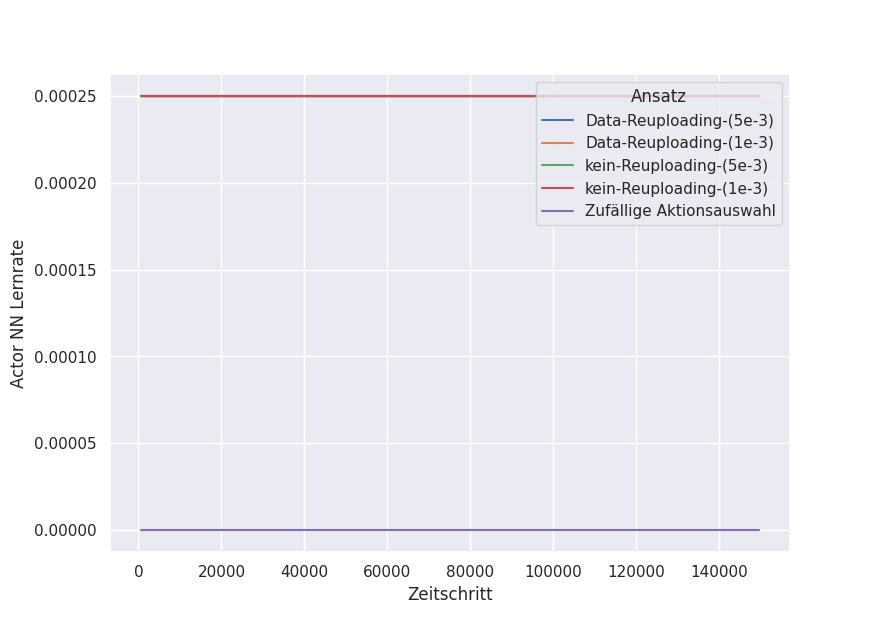 Ansatz
Data-Reuploading-(5e-3)
Data-Reuploading-(1e-3)
kein-Reuploading-(5e-3)
kein-Reuploading-(1e-3)
Zufällige Aktionsauswahl
Actor NN Lernrate
0.00025
0.00020
0.00015
0.00010
0.00005
0.00000
0 20000 40000 60000 80000 100000 120000 140000
Zeitschritt